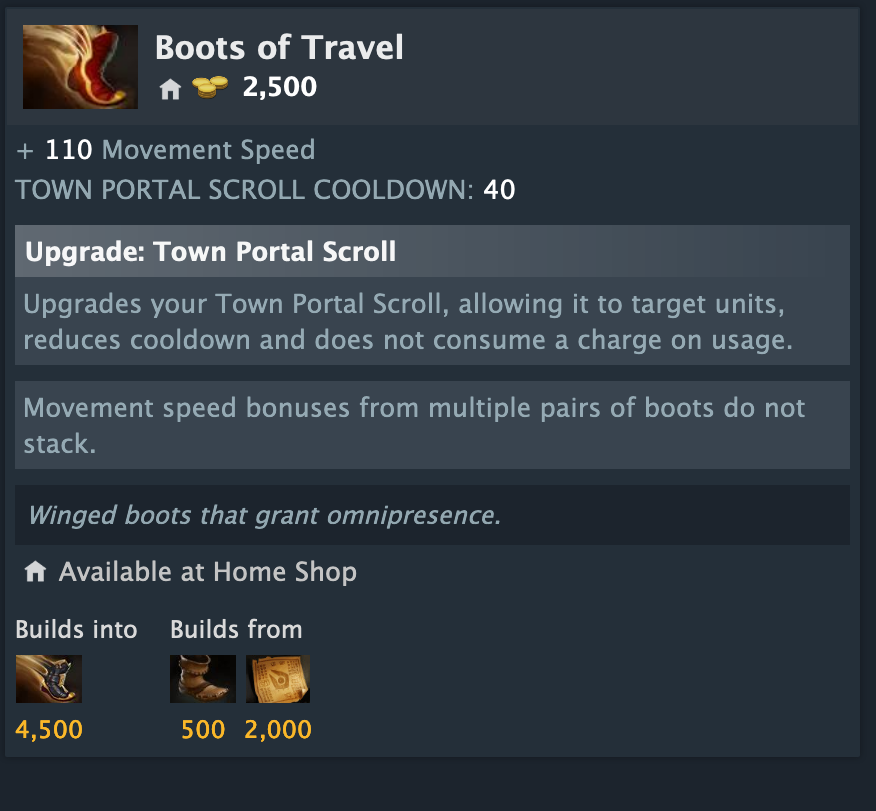 Boots of Travel
2,500
+ 110 Movement Speed
TOWN PORTAL SCROLL COOLDOWN: 40
Upgrade: Town Portal Scroll
Upgrades your Town Portal Scroll, allowing it to target units,
reduces cooldown and does not consume a charge on usage.
Movement speed bonuses from multiple pairs of boots do not
stack.
Winged boots that grant omnipresence.
Available at Home Shop
Builds into Builds from
4,500 500 2,000